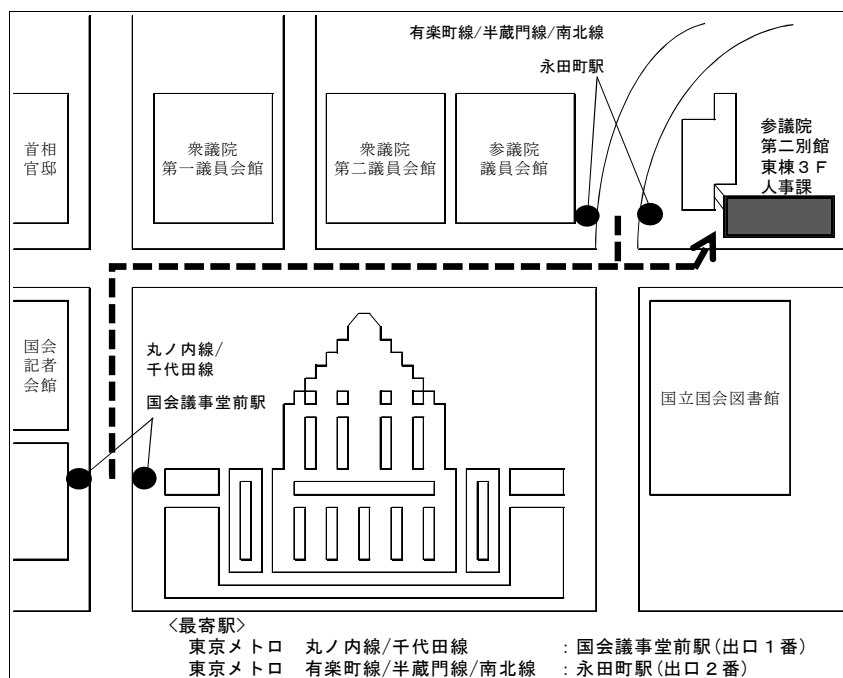 有楽町線/半蔵門線/南北線
永田町駅
首相
官邸
衆議院
第一議員会館
衆議院
第二議員会館
参議院
議員会館
参議院
第二別館
東棟３Ｆ
人事課
国会
記者
会館
丸ノ内線/
千代田線
国会議事堂前駅
国立国会図書館
<最寄駅>
東京メトロ　丸ノ内線/千代田線　：国会議事堂前駅(出口１番)
東京メトロ　有楽町線/半蔵門線/南北線　：永田町駅(出口２番)